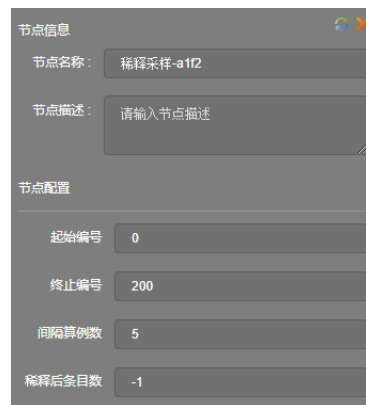 节点信息
节点名称： 稀释采样-a1f2
节点描述： 请输入节点描述
节点配置
起始编号 0
终止编号 200
间隔算例数 5
稀释后条目数 -1